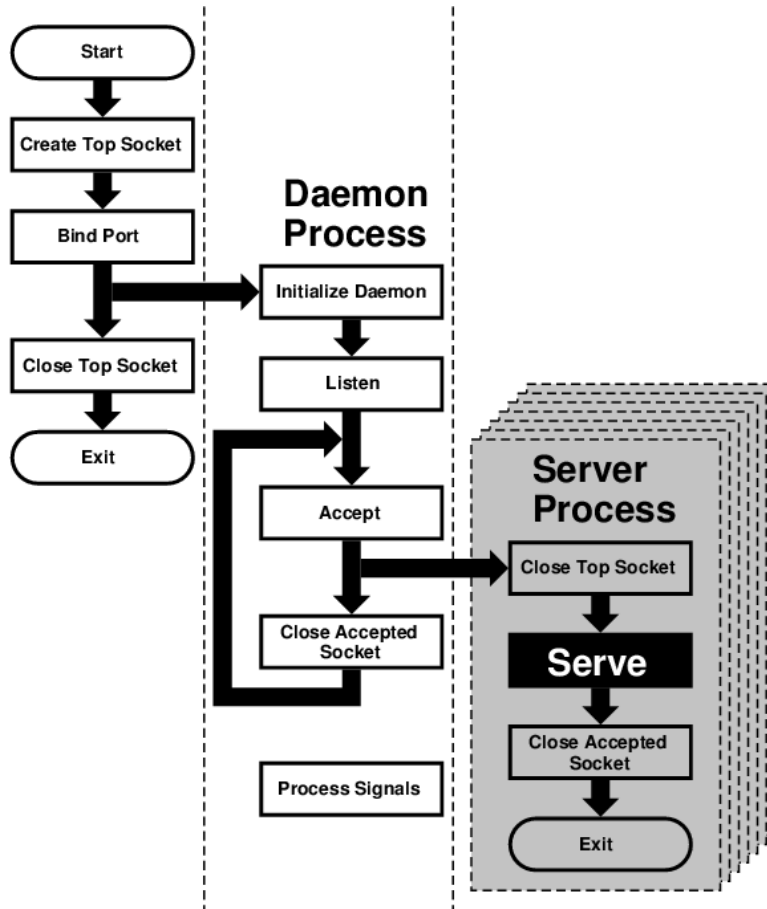 Start
Create Top Socket
Bind Port
Close Top Socket
Exit
Daemon
Process
Initialize Daemon
Listen
Accept
Close Accepted
Socket
Process Signals
Server
Process
Close Top Socket
Serve
Close Accepted
Socket
Exit